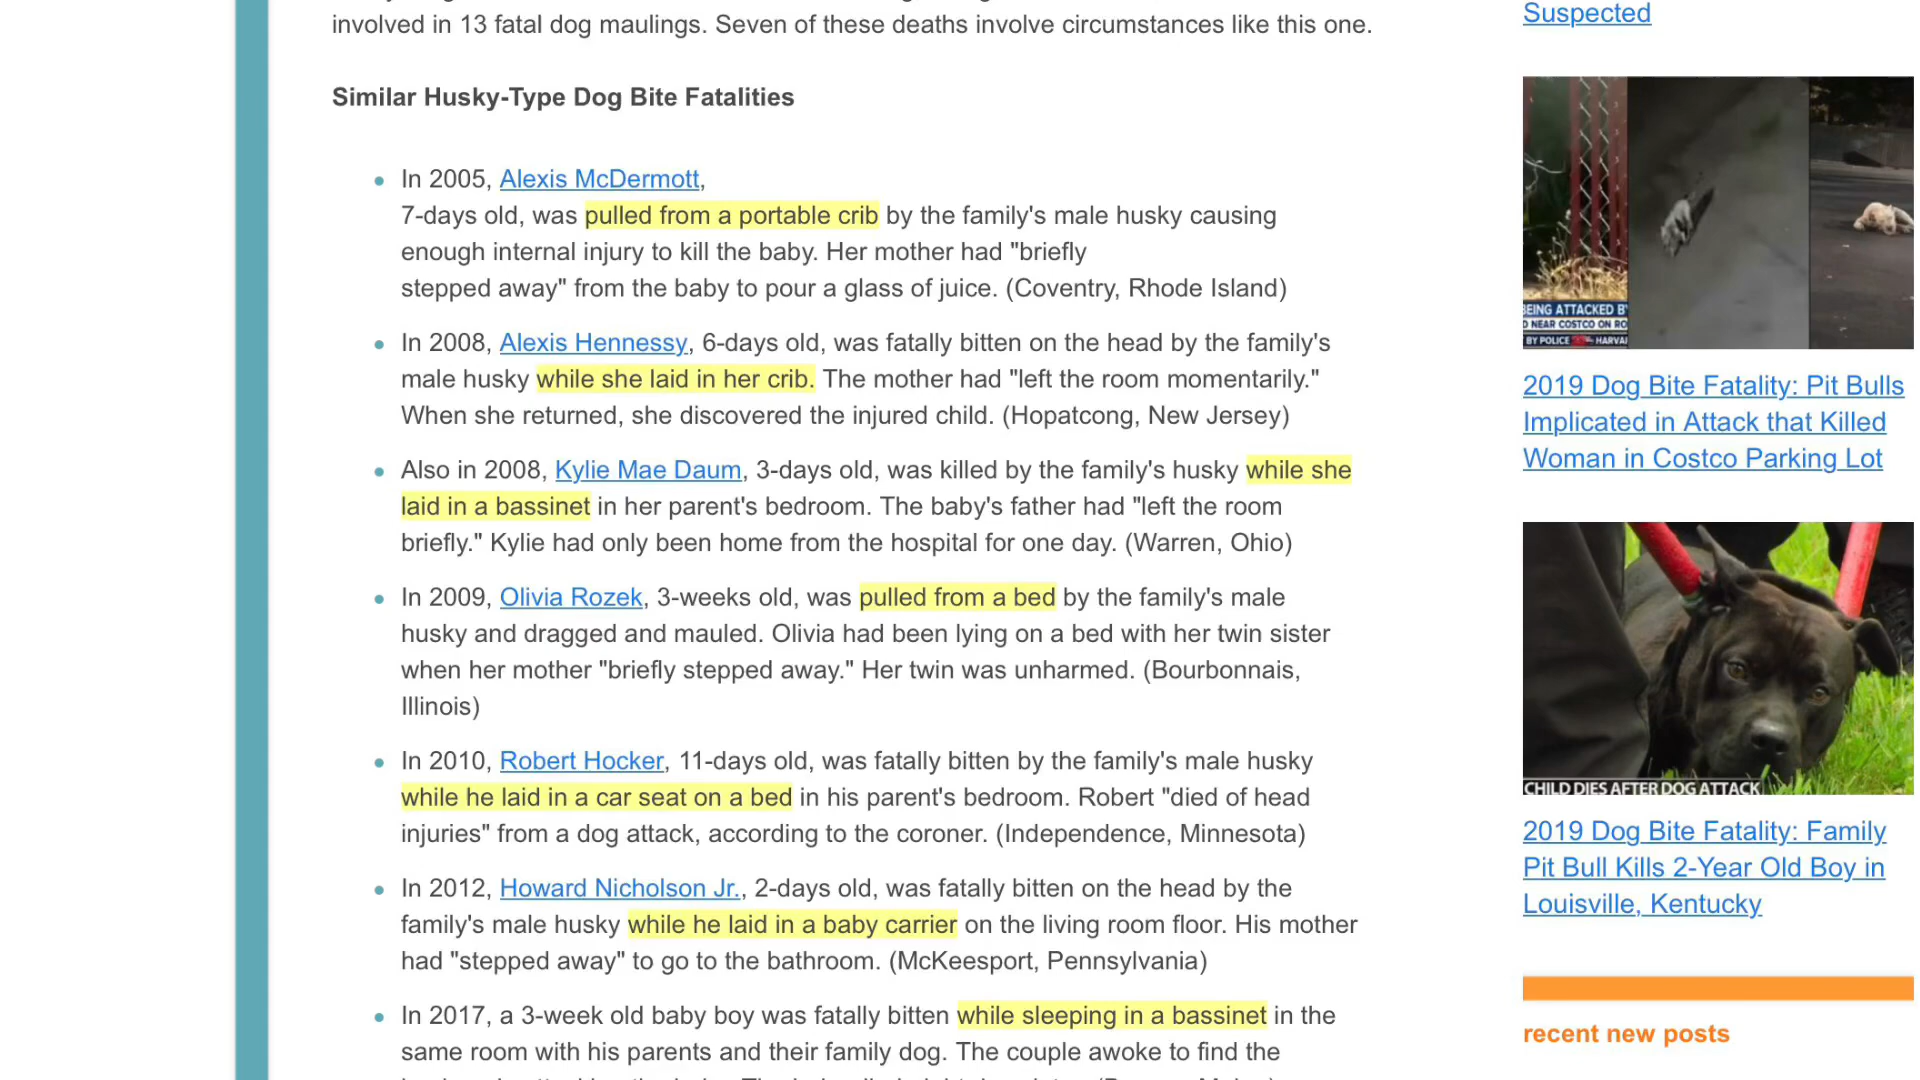 involved in 13 fatal dog maulings. Seven of these deaths involve circumstances like this one.
Similar Husky-Type Dog Bite Fatalities
In 2005, Alexis McDermott,
7-days old, was pulled from a portable crib by the family's male husky causing
enough internal injury to kill the baby. Her mother had "briefly
stepped away" from the baby to pour a glass of juice. (Coventry, Rhode Island)
In 2008, Alexis Hennessy, 6-days old, was fatally bitten on the head by the family's
male husky while she laid in her crib. The mother had "left the room momentarily."
When she returned, she discovered the injured child. (Hopatcong, New Jersey)
Also in 2008, Kylie Mae Daum, 3-days old, was killed by the family's husky while she
laid in a bassinet in her parent's bedroom. The baby's father had "left the room
briefly." Kylie had only been home from the hospital for one day. (Warren, Ohio)
In 2009, Olivia Rozek, 3-weeks old, was pulled from a bed by the family's male
husky and dragged and mauled. Olivia had been lying on a bed with her twin sister
when her mother "briefly stepped away." Her twin was unharmed. (Bourbonnais,
Illinois)
In 2010, Robert Hocker, 11-days old, was fatally bitten by the family's male husky
while he laid in a car seat on a bed in his parent's bedroom. Robert "died of head
injuries" from a dog attack, according to the coroner. (Independence, Minnesota)
In 2012, Howard Nicholson Jr., 2-days old, was fatally bitten on the head by the
family's male husky while he laid in a baby carrier on the living room floor. His mother
had "stepped away" to go to the bathroom. (McKeesport, Pennsylvania)
In 2017, a 3-week old baby boy was fatally bitten while sleeping in a bassinet in the
same room with his parents and their family dog. The couple awoke to find the
Suspected
EING ATTACKED B
D NEAR COSTCO ON RO
BY POLICE HARVA
2019 Dog Bite Fatality: Pit Bulls
Implicated in Attack that Killed
Woman in Costco Parking Lot
CHILD DIES AFTER DOG ATTACK
2019 Dog Bite Fatality: Family
Pit Bull Kills 2-Year Old Boy in
Louisville, Kentucky
recent new posts